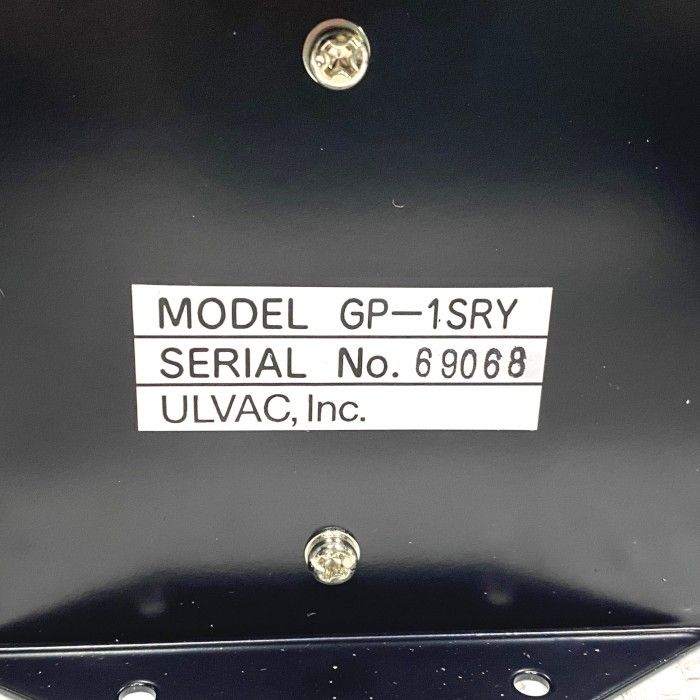 MODEL GP-1SRY
SERIAL No. 69068
ULVAC, Inc.